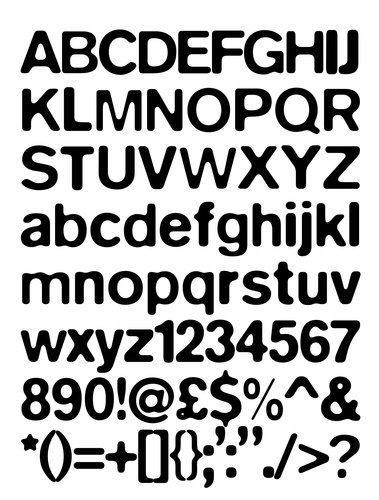 ABCDEFGHIJ
KLMNOPQR
STUVWXYZ
abcdefghijkl
mnopqrstuv
wxyz1234567
890!@£$%^&
*()=+[]{};':”./>?